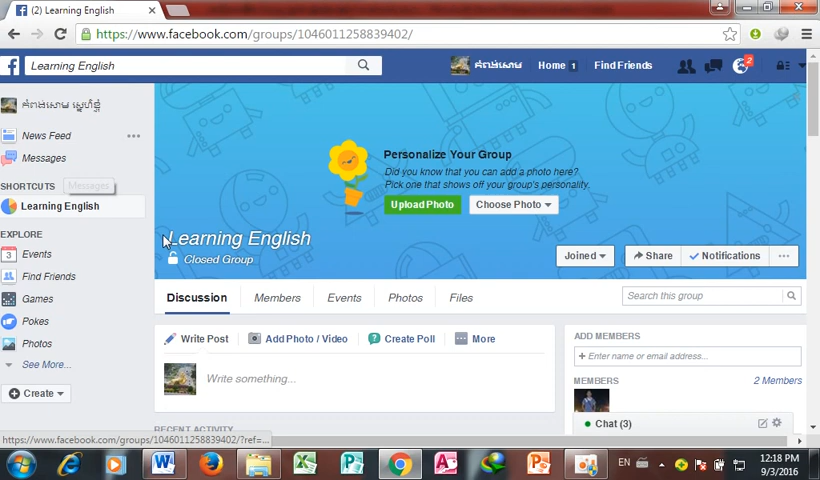 (2) Learning English
https://www.facebook.com/groups/1046011258839402/
Learning English
Home 1
Find Friends
2
News Feed
Messages
SHORTCUTS
Messages
Learning English
EXPLORE
3 Events
Find Friends
Games
Pokes
Photos
See More...
Create
Personalize Your Group
Did you know that you can add a photo here?
Pick one that shows off your group's personality.
Upload Photo
Choose Photo
Learning English
Closed Group
Joined
Share
Notifications
Discussion
Members
Events
Photos
Files
Search this group
Write Post
Add Photo / Video
Create Poll
More
Write something...
RECENT ACTIVITY
ADD MEMBERS
+ Enter name or email address...
MEMBERS
2 Members
Chat (3)
https://www.facebook.com/groups/1046011258839402/?ref=...
EN
12:18 PM
9/3/2016